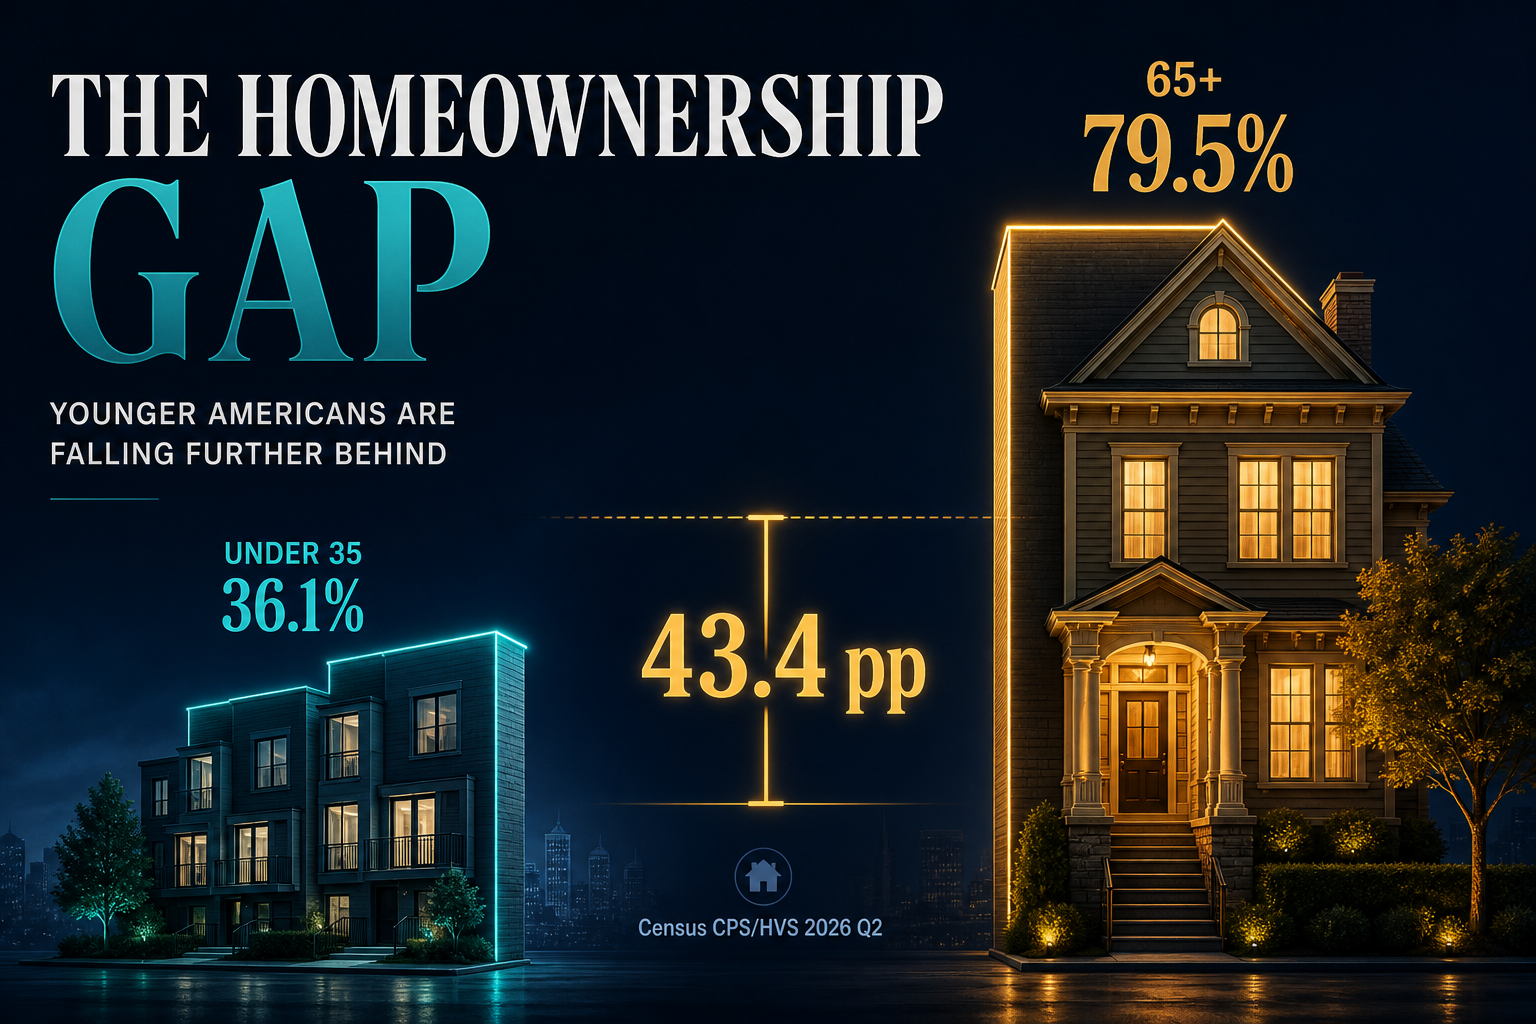 THE HOMEOWNERSHIP
GAP
YOUNGER AMERICANS ARE
FALLING FURTHER BEHIND
UNDER 35
36.1%
43.4 pp
65+
79.5%
Census CPS/HVS 2026 Q2